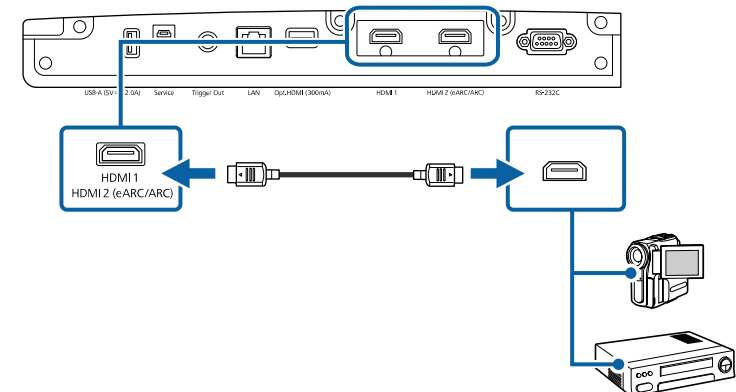 USB-A (5V⎓2.0A) Service Trigger Out LAN Opt.HDMI (300mA) HDMI 1 HDMI 2 (eARC/ARC) RS-232C
HDMI 1
HDMI 2 (eARC/ARC)